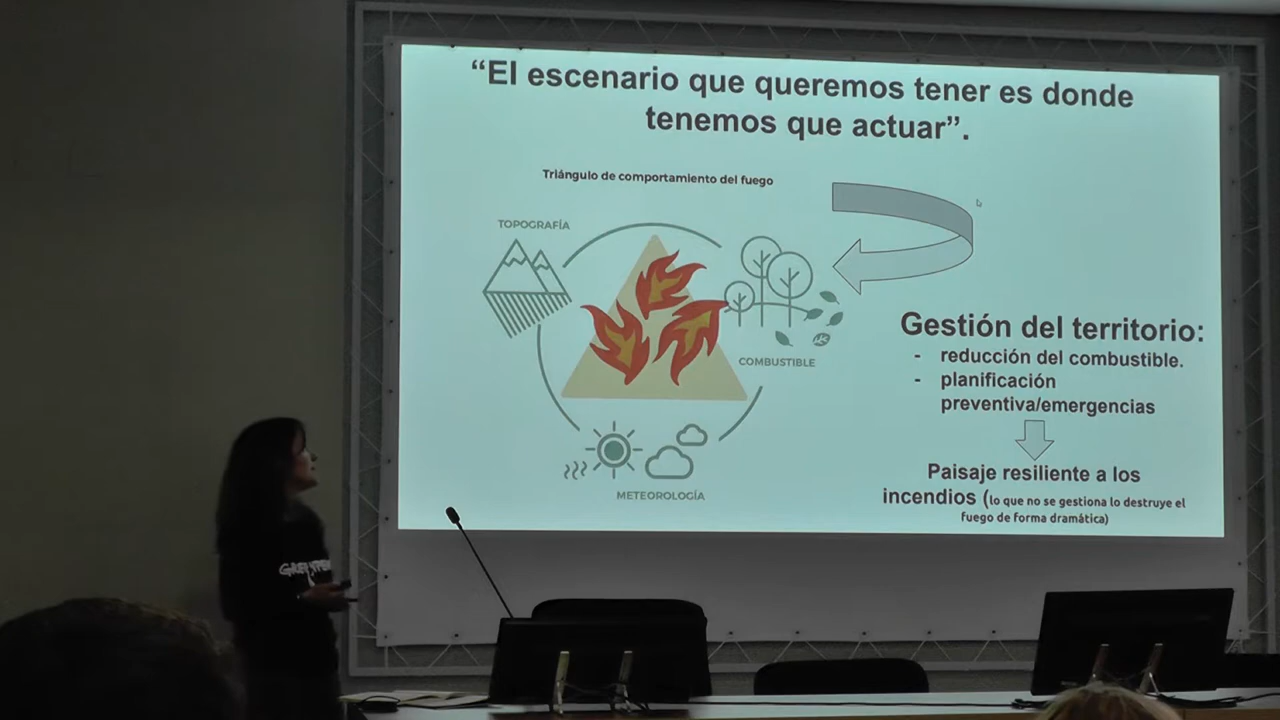 “El escenario que queremos tener es donde
tenemos que actuar”.
Triángulo de comportamiento del fuego
TOPOGRAFÍA
COMBUSTIBLE
METEOROLOGÍA
Gestión del territorio:
- reducción del combustible.
- planificación
preventiva/emergencias
Paisaje resiliente a los
incendios (lo que no se gestiona lo destruye el
fuego de forma dramática)